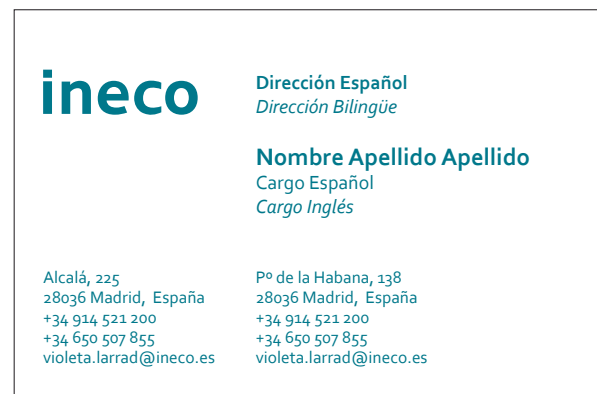 ineco
Dirección Español
Dirección Bilingüe
Nombre Apellido Apellido
Cargo Español
Cargo Inglés
Alcalá, 225
28036 Madrid, España
+34 914 521 200
+34 650 507 855
violeta.larrad@ineco.es
Pº de la Habana, 138
28036 Madrid, España
+34 914 521 200
+34 650 507 855
violeta.larrad@ineco.es